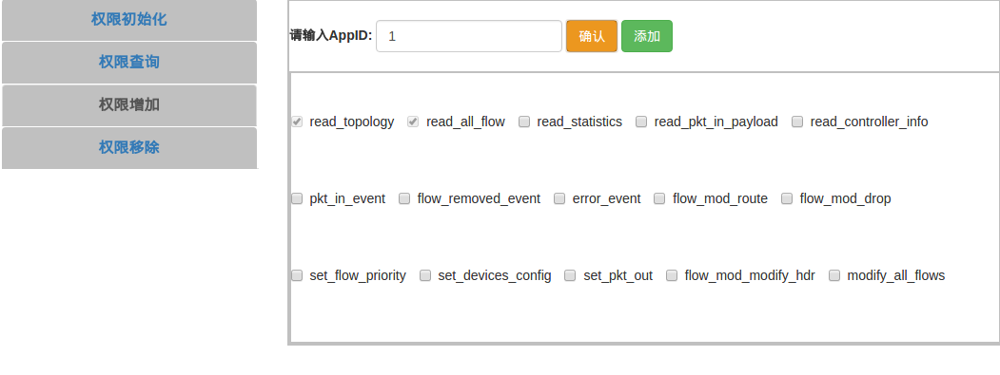 权限初始化
权限查询
权限增加
权限移除
请输入AppID: 1 确认 添加
read_topology read_all_flow read_statistics read_pkt_in_payload read_controller_info
pkt_in_event flow_removed_event error_event flow_mod_route flow_mod_drop
set_flow_priority set_devices_config set_pkt_out flow_mod_modify_hdr modify_all_flows